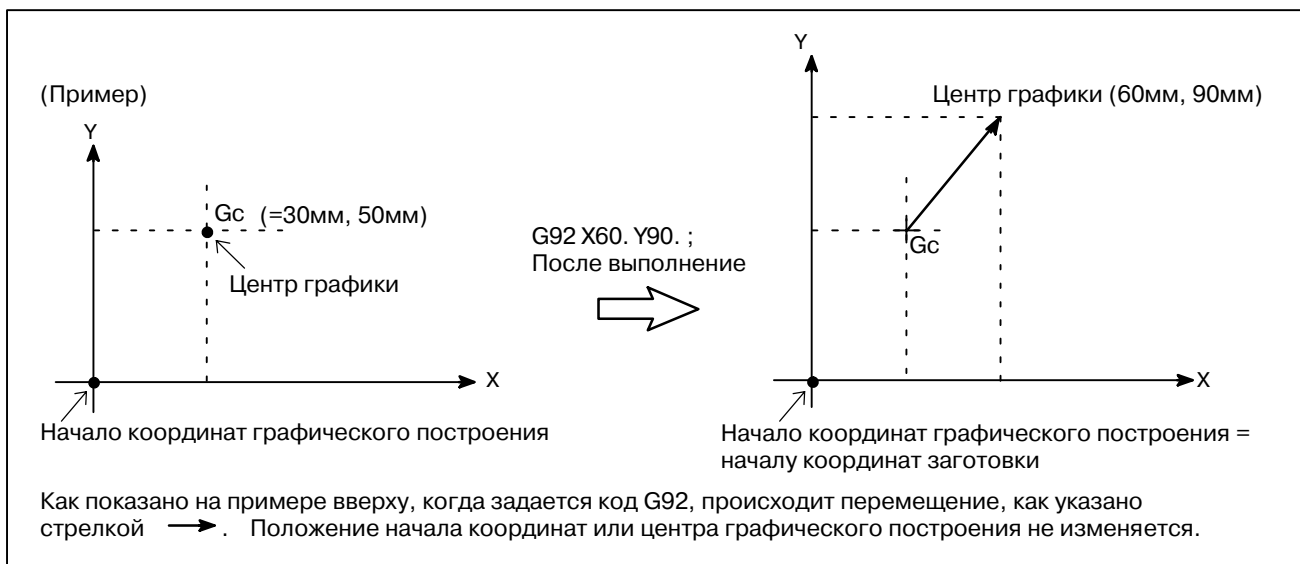 (Пример)
Y
Gc (=30мм, 50мм)
Центр графики
X
Начало координат графического построения
G92 X60. Y90. ;
После выполнение
Y
Центр графики (60мм, 90мм)
Gc
X
Начало координат графического построения =
началу координат заготовки
Как показано на примере вверху, когда задается код G92, происходит перемещение, как указано
стрелкой → . Положение начала координат или центра графического построения не изменяется.